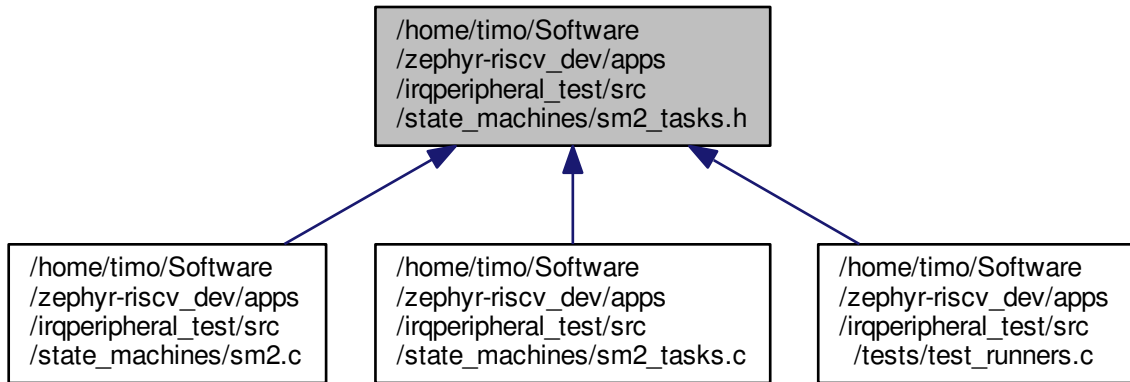 /home/timo/Software
/zephyr-riscv_dev/apps
/irqperipheral_test/src
/state_machines/sm2_tasks.h
/home/timo/Software
/zephyr-riscv_dev/apps
/irqperipheral_test/src
/state_machines/sm2.c
/home/timo/Software
/zephyr-riscv_dev/apps
/irqperipheral_test/src
/state_machines/sm2_tasks.c
/home/timo/Software
/zephyr-riscv_dev/apps
/irqperipheral_test/src
/tests/test_runners.c